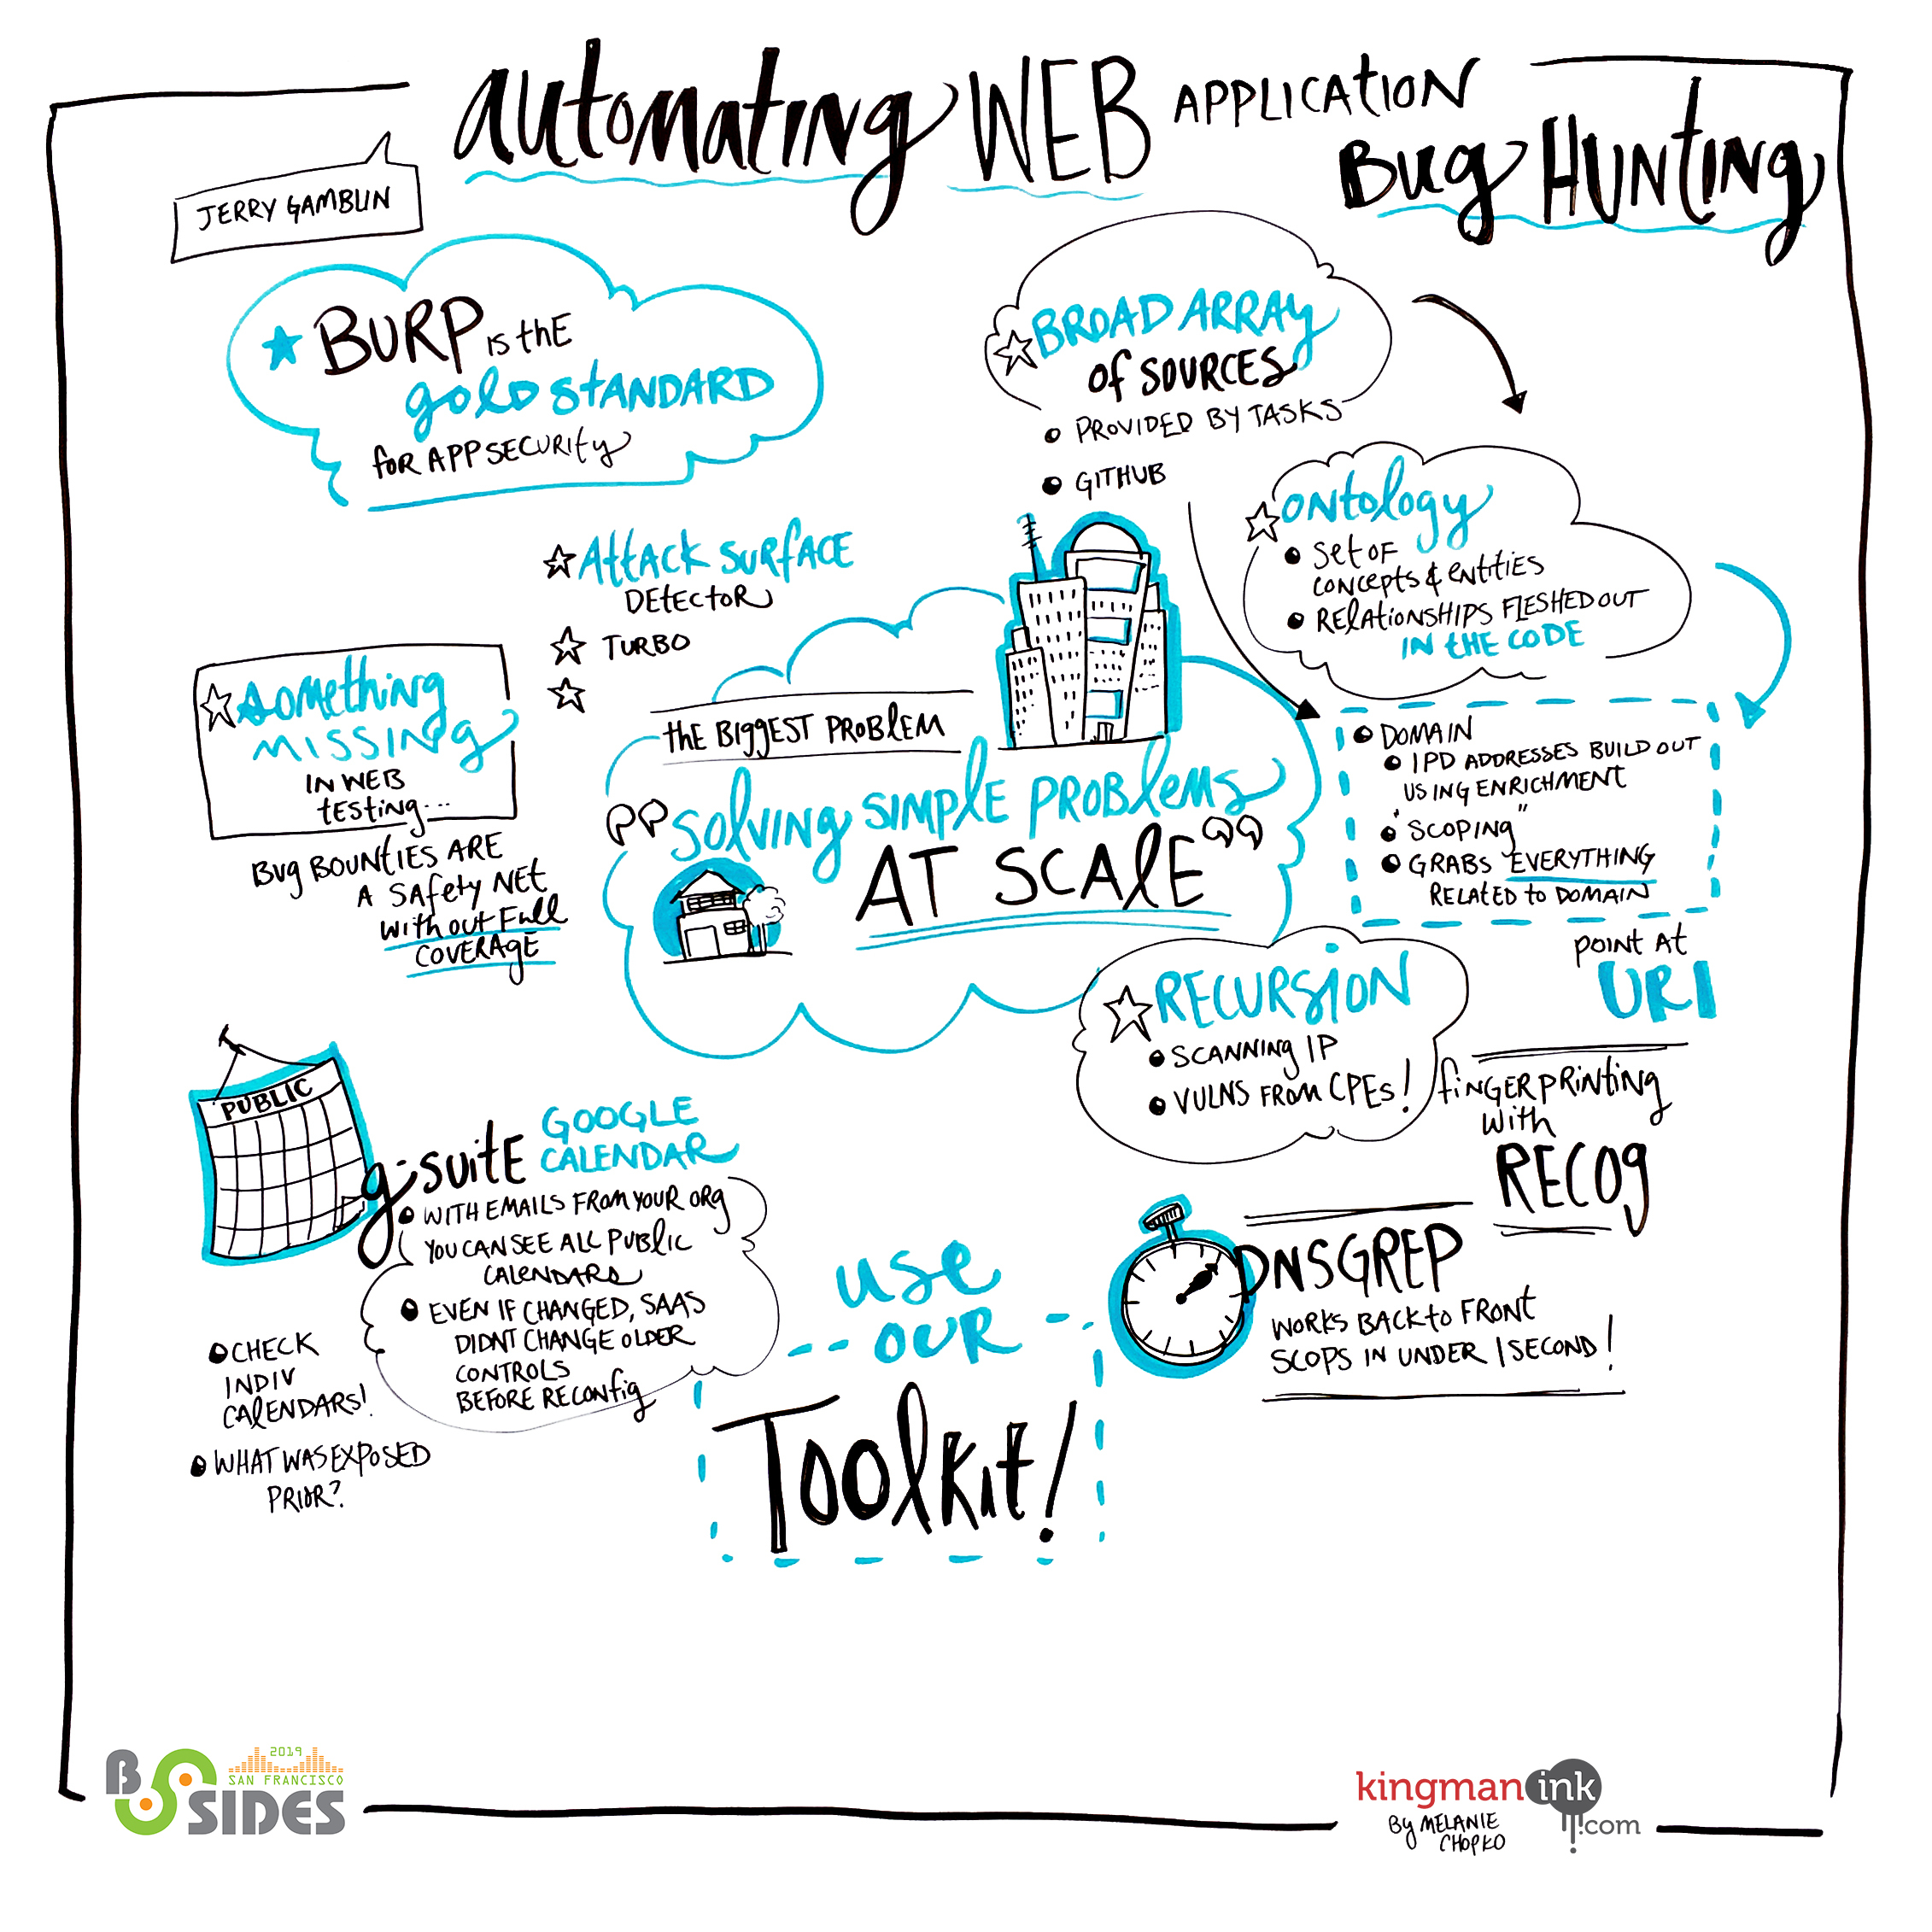 Automating WEB APPLICATION
Bug HUNTING
JERRY GAMBLIN
BURP IS thE
gold StANDARD
foR APP SECURIty
BROAD ARRAY
Of SOURCES
PROVIDED BY TASKS
GITHUB
ONtology
SEt OF
CONCEPtS & ENtItIES
RELAtIONSHIPS FLESHED OUT
IN tHE CODE
AttACK SURfACE
DEtECtOR
TURBO
SOMEthiNg
MISSINg
IN WEB
tEStINg...
Bug BOUNtIES ARE
A SAfEty NEt
WithOut Full
COVERAgE
thE BIggEST PROBlEM
"SOlVINg SIMPlE PROBlEMS
AT SCAlE"
DOMAIN
IPD ADDRESSES BUILD OUT
USING ENRICHMENt
"SCOPINg"
GRABS EVERYTHING
RELATED to DOMAIN
POINT At
URI
RECURSION
SCANNINg IP
VULNS FROM CPEs!
fINGERPRINtINg
With
RECOg
PUBLIC
g-SUItE GOOGLE
CALENDAR
WITH EMAILS FROM YOUR ORg
YOU CAN SEE ALL PUBlIC
CAlENDARS
EVEN IF CHANGED, SAAS
DIDNT CHANGE OLDER
CONTROLS
BEFORE RECONfig
CHECK
INDIV
CAlENDARS!
WHAT WAS EXPOSED
PRIOR?
USE
OUR
Toolkit!
DNSGREP
WORKS BACK to FRONt
SCOPS IN UNDER 1 SECOND!
2019
SAN FRANCISCO
B SIDES
kingmanink
.com
By MELANIE
CHOPKO